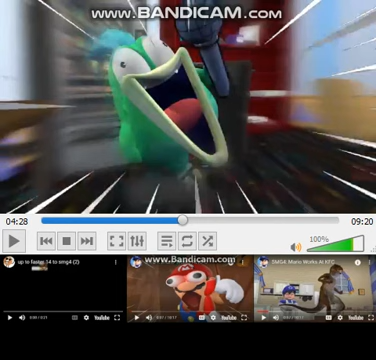 www.BANDICAM.com
04:28
09:20
100%
up to faster 34 to smg4 (2)
www.Bandicam.com
SMG4: Mario Works At KFC
YouTube
YouTube
YouTube